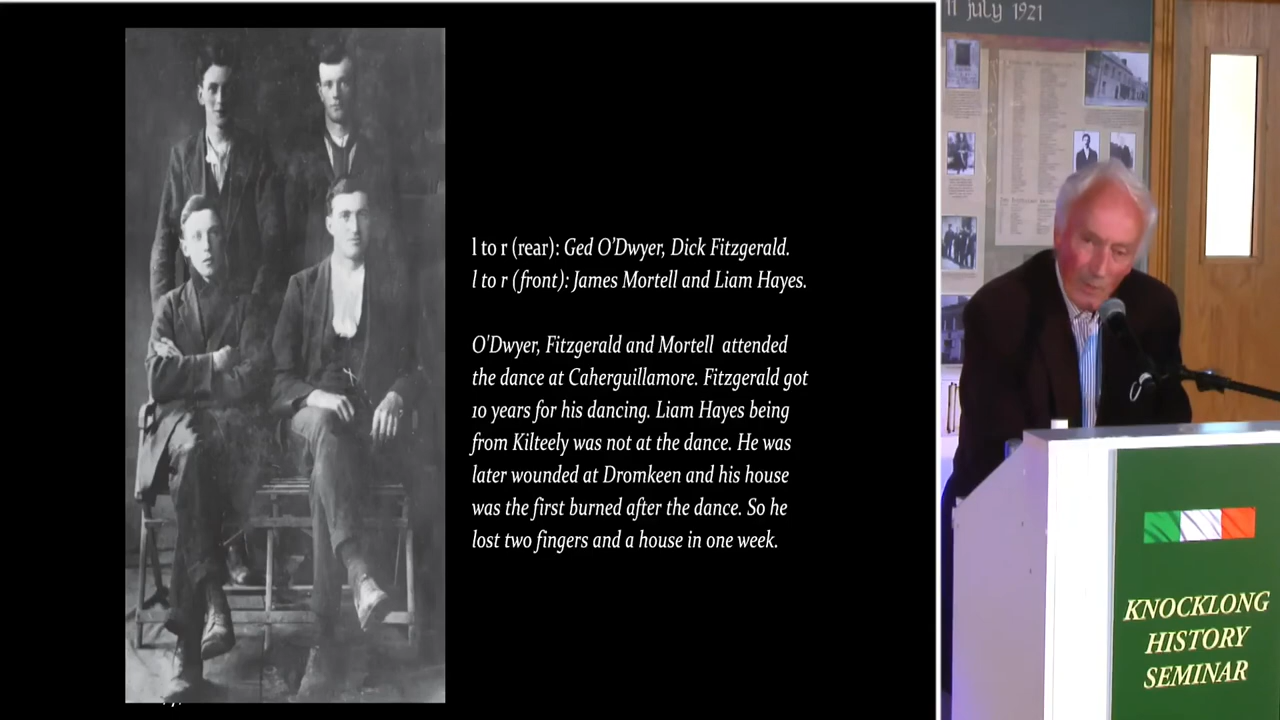 l to r (rear): Ged O'Dwyer, Dick Fitzgerald.
l to r (front): James Mortell and Liam Hayes.
O'Dwyer, Fitzgerald and Mortell attended
the dance at Caherguillamore. Fitzgerald got
10 years for his dancing. Liam Hayes being
from Kilteely was not at the dance. He was
later wounded at Dromkeen and his house
was the first burned after the dance. So he
lost two fingers and a house in one week.
11 July 1921
KNOCKLONG
HISTORY
SEMINAR